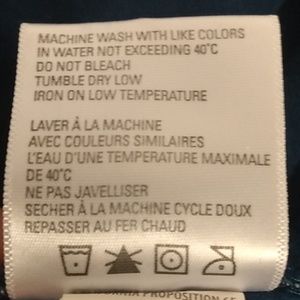 MACHINE WASH WITH LIKE COLORS
IN WATER NOT EXCEEDING 40°C
DO NOT BLEACH
TUMBLE DRY LOW
IRON ON LOW TEMPERATURE
LAVER À LA MACHINE
AVEC COULEURS SIMILAIRES
L'EAU D'UNE TEMPERATURE MAXIMALE
DE 40°C
NE PAS JAVELLISER
SECHER À LA MACHINE CYCLE DOUX
REPASSER AU FER CHAUD
PROPOSITION